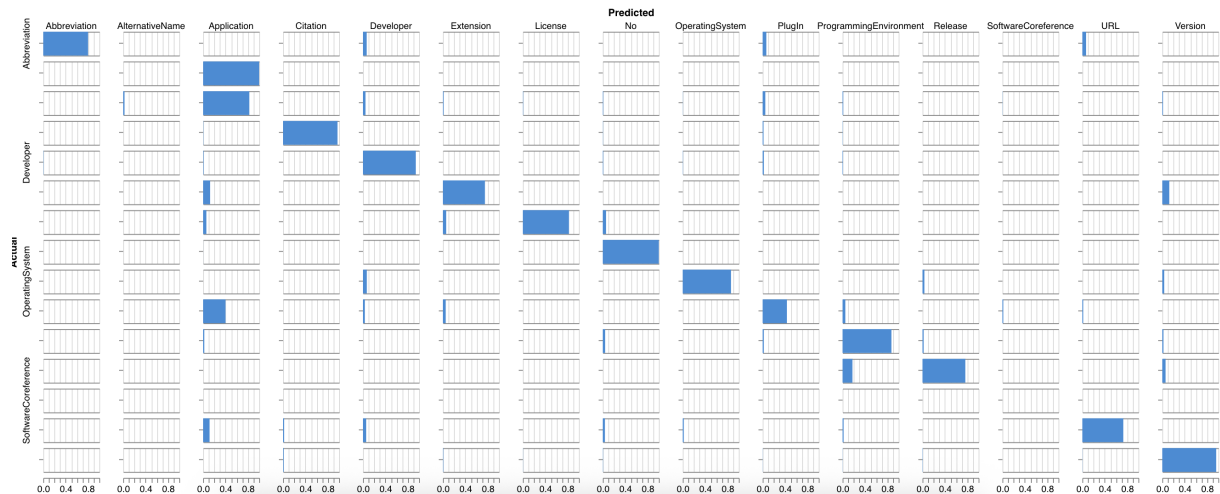 Predicted
Abbreviation AlternativeName Application Citation Developer Extension License No OperatingSystem PlugIn ProgrammingEnvironment Release SoftwareCoreference URL Version
Abbreviation
Developer
Actual
OperatingSystem
SoftwareCoreference
0.0 0.4 0.8 0.0 0.4 0.8 0.0 0.4 0.8 0.0 0.4 0.8 0.0 0.4 0.8 0.0 0.4 0.8 0.0 0.4 0.8 0.0 0.4 0.8 0.0 0.4 0.8 0.0 0.4 0.8 0.0 0.4 0.8 0.0 0.4 0.8 0.0 0.4 0.8 0.0 0.4 0.8 0.0 0.4 0.8